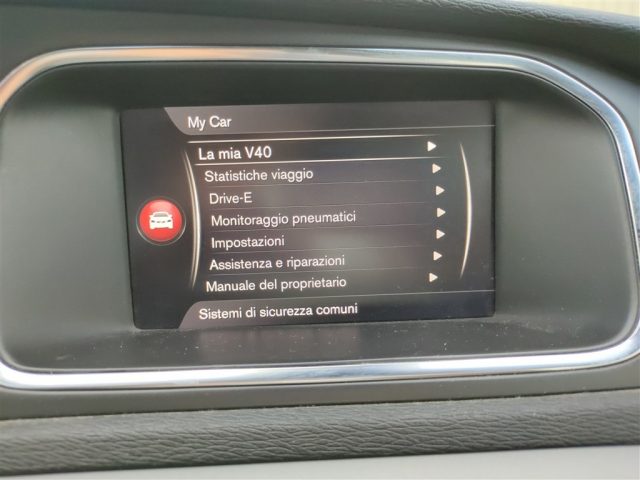 My Car
La mia V40
Statistiche viaggio
Drive-E
Monitoraggio pneumatici
Impostazioni
Assistenza e riparazioni
Manuale del proprietario
Sistemi di sicurezza comuni